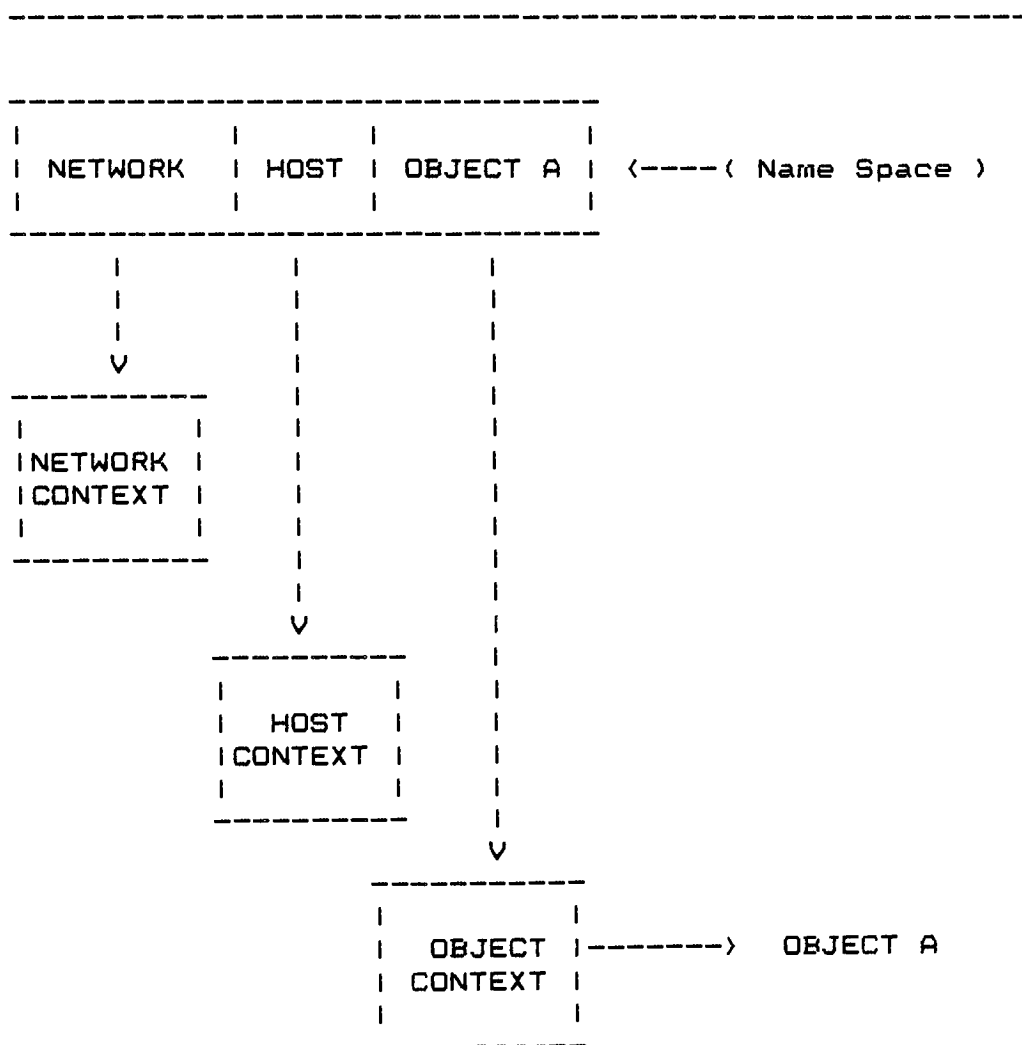 NETWORK HOST OBJECT A <----( Name Space )
NETWORK
CONTEXT
HOST
CONTEXT
OBJECT -------> OBJECT A
CONTEXT